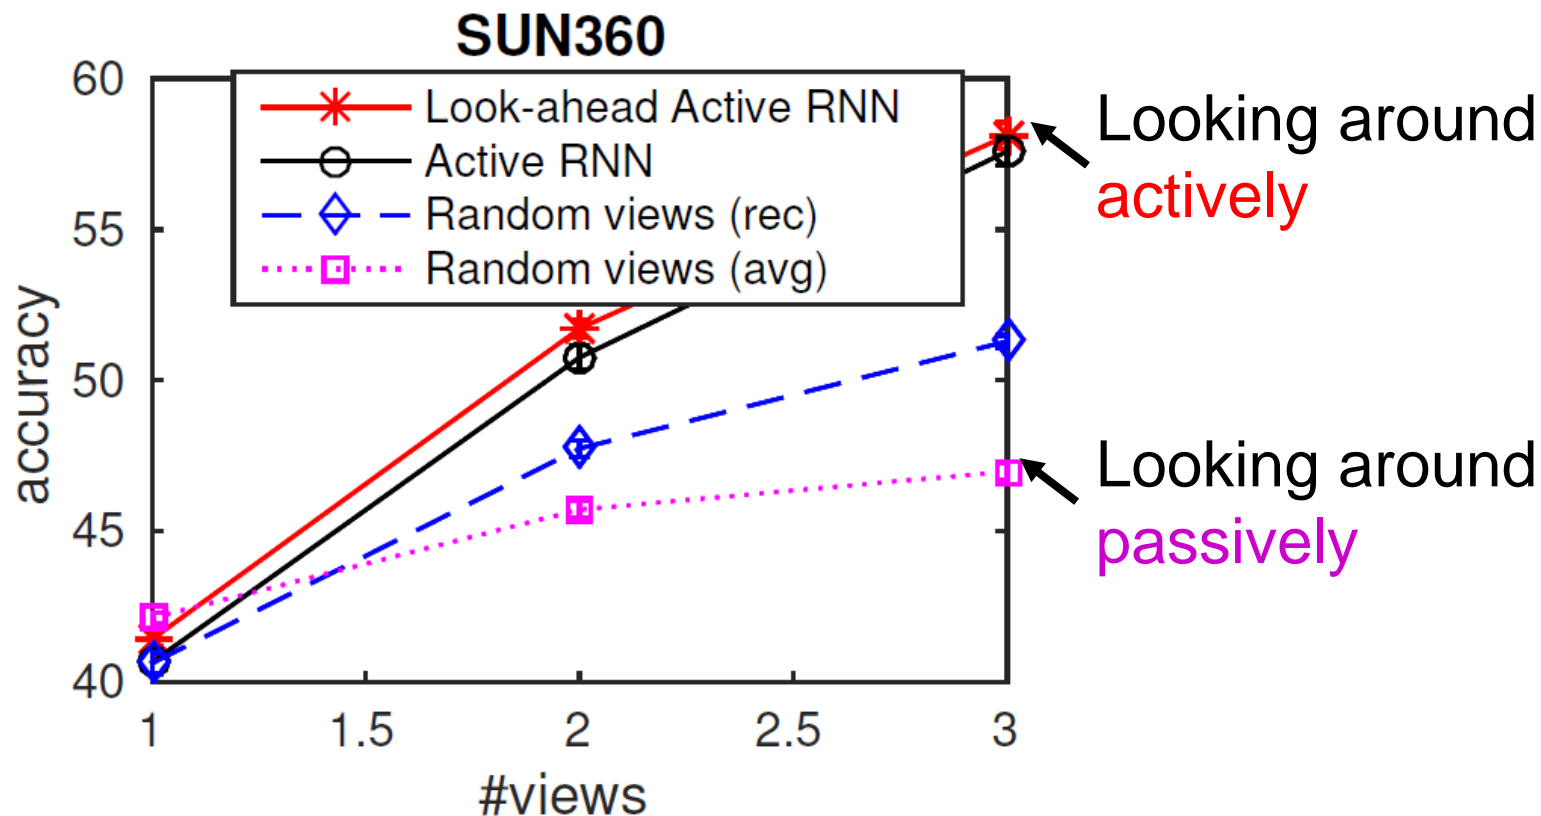 SUN360
60
55
50
45
40
accuracy
Look-ahead Active RNN
Active RNN
Random views (rec)
Random views (avg)
1
1.5
2
2.5
3
#views
Looking around
actively
Looking around
passively